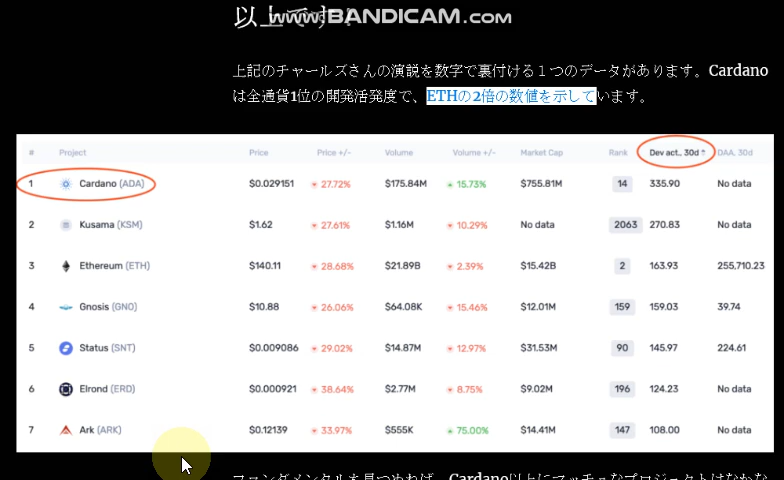 以上です！
www.BANDICAM.com
上記のチャールズさんの演説を数字で裏付ける１つのデータがあります。Cardano
は全通貨1位の開発活発度で、ETHの2倍の数値を示しています。
# Project Price Price +/- Volume Volume +/- Market Cap Rank Dev act., 30d DAA, 30d
1 Cardano (ADA) $0.029151 27.72% $175.84M 15.73% $755.81M 14 335.90 No data
2 Kusama (KSM) $1.62 27.61% $1.16M 10.29% No data 2063 270.83 No data
3 Ethereum (ETH) $140.11 28.68% $21.89B 2.39% $15.42B 2 163.93 255,710.23
4 Gnosis (GNO) $10.88 26.06% $64.08K 15.46% $12.01M 159 159.03 39.74
5 Status (SNT) $0.009086 29.02% $14.87M 12.97% $31.53M 90 145.97 224.61
6 Elrond (ERD) $0.000921 38.64% $2.77M 8.75% $9.02M 196 124.23 No data
7 Ark (ARK) $0.12139 33.97% $555K 75.00% $14.41M 147 108.00 No data